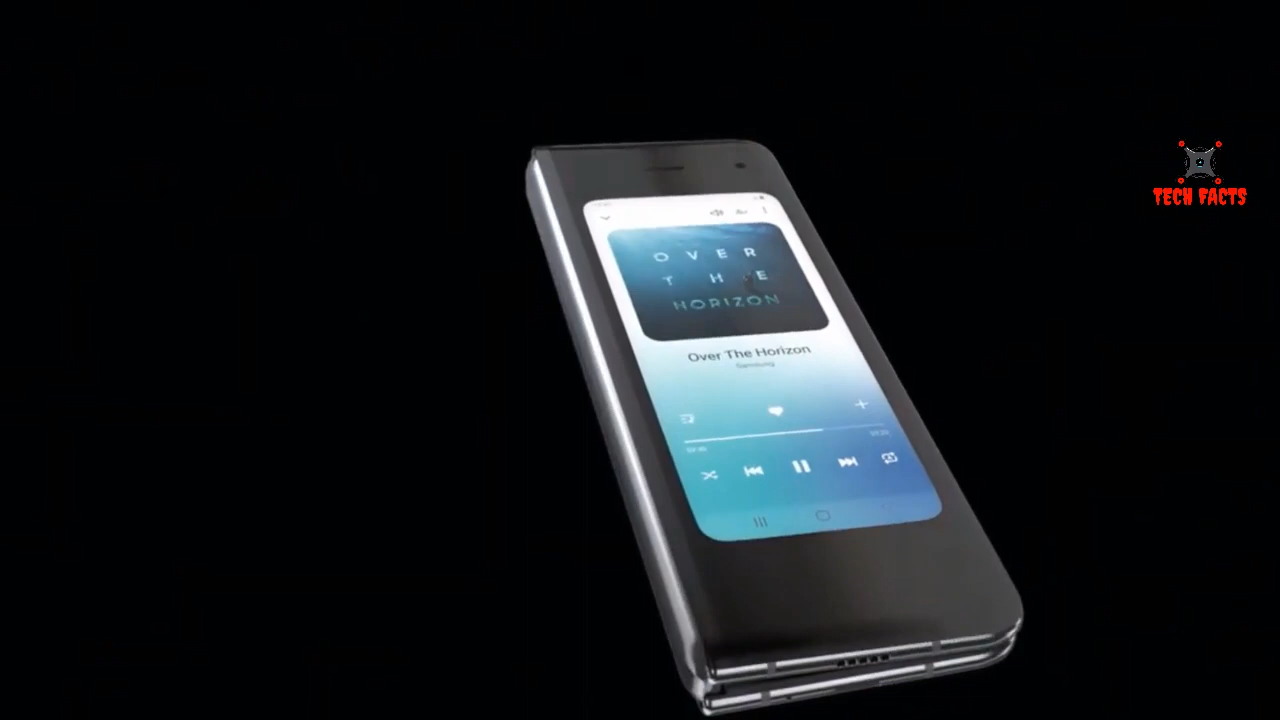 OVER
THE
HORIZON
Over The Horizon
Samsung
TECH FACTS